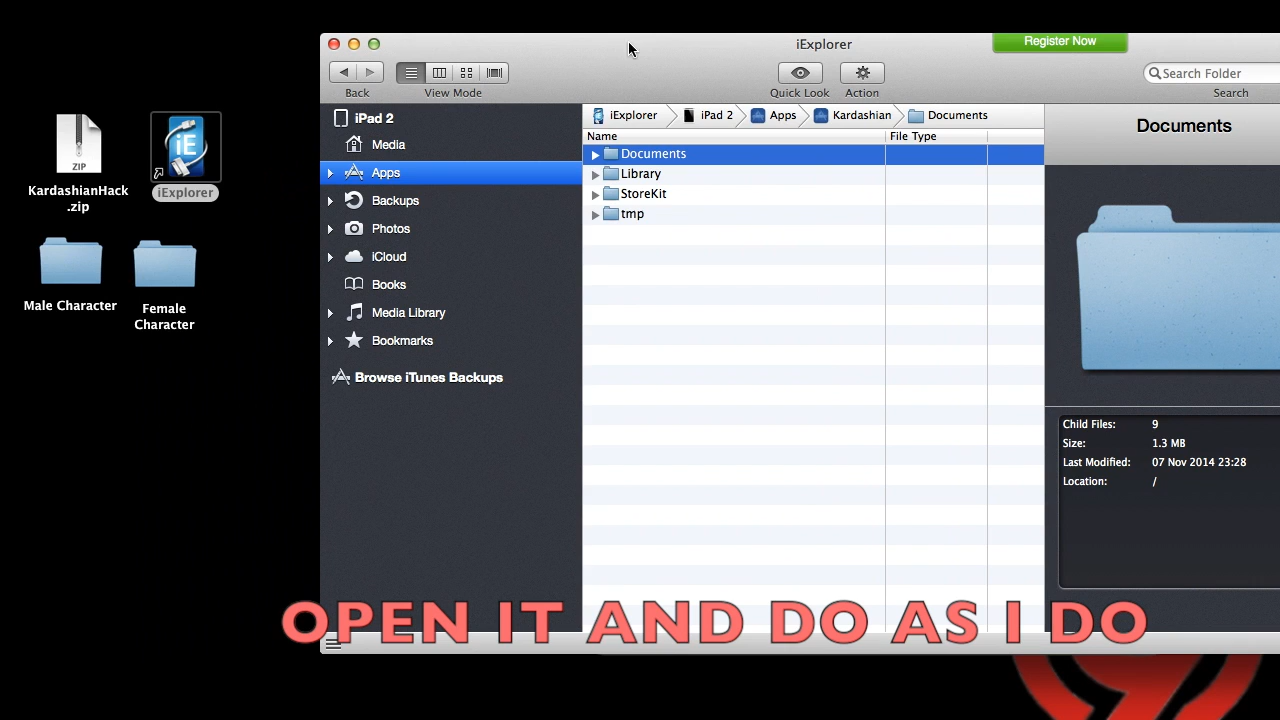 iExplorer
Register Now
Back
View Mode
Quick Look
Action
Search Folder
Search
iPad 2
Media
Apps
Backups
Photos
iCloud
Books
Media Library
Bookmarks
Browse iTunes Backups
iExplorer iPad 2 Apps Kardashian Documents
Name File Type
Documents
Library
StoreKit
tmp
Documents
Child Files: 9
Size: 1.3 MB
Last Modified: 07 Nov 2014 23:28
Location: /
ZIP
KardashianHack
.zip
iE
iExplorer
Male Character
Female
Character
OPEN IT AND DO AS I DO